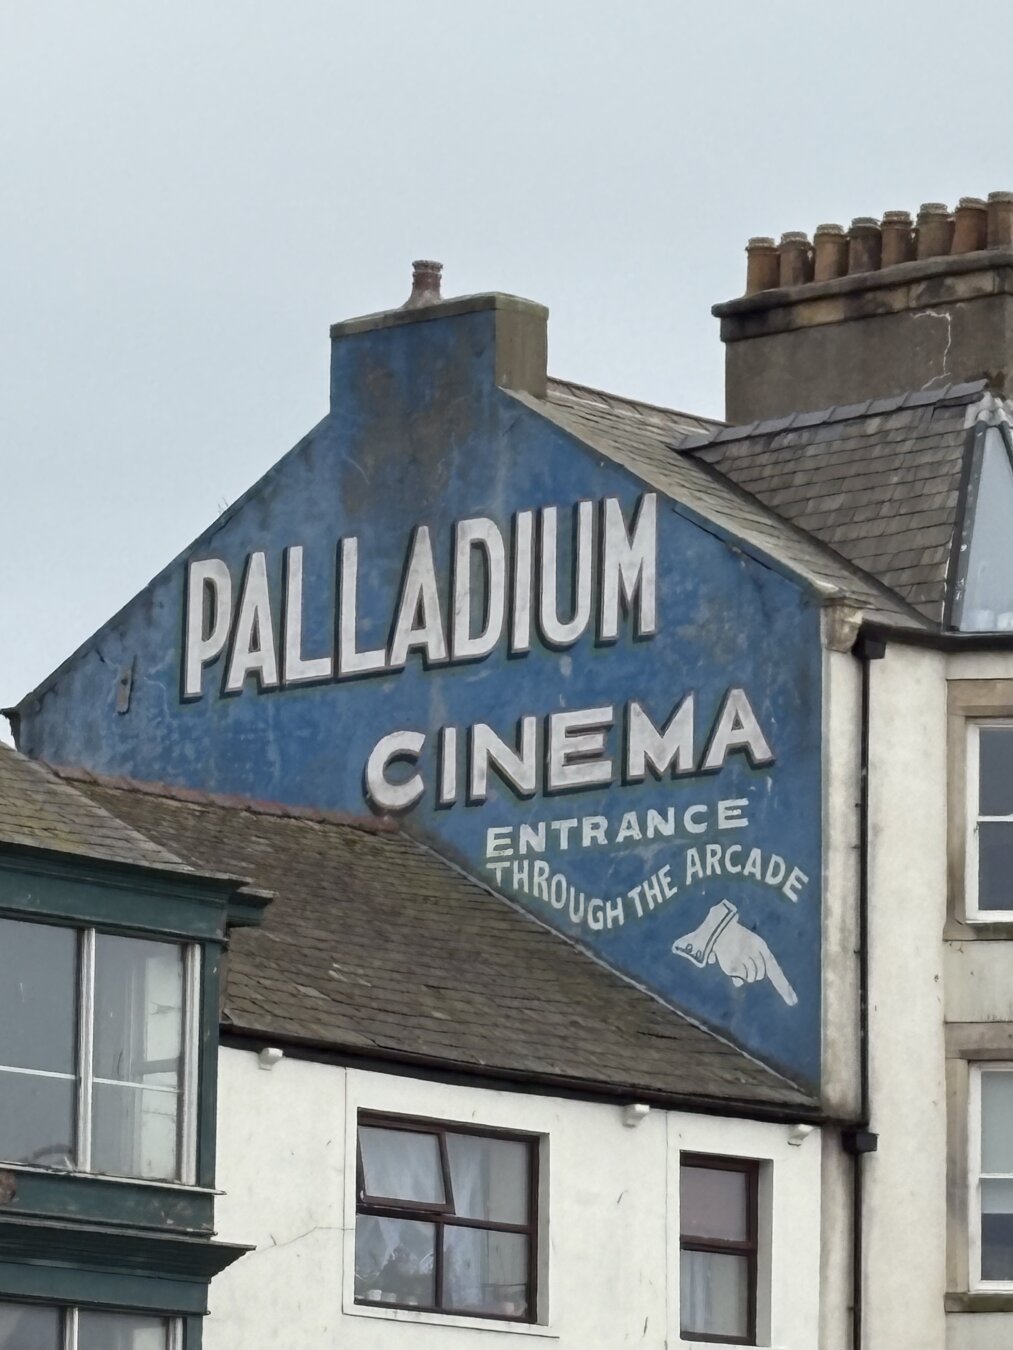 PALLADIUM
CINEMA
ENTRANCE
THROUGH THE ARCADE